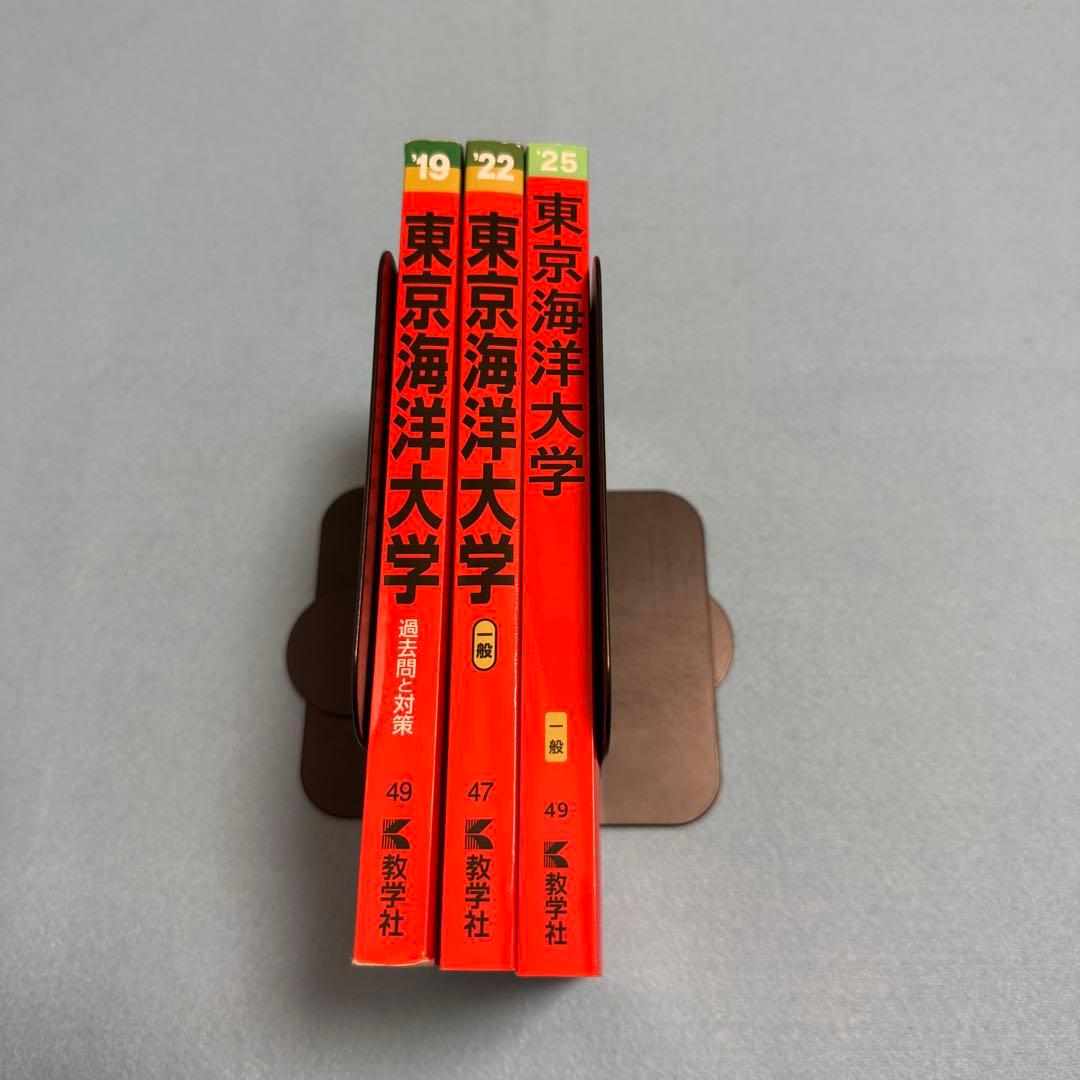 '19
東京海洋大学
過去問と対策
49
教学社
'22
東京海洋大学
一般
47
教学社
'25
東京海洋大学
一般
49
教学社